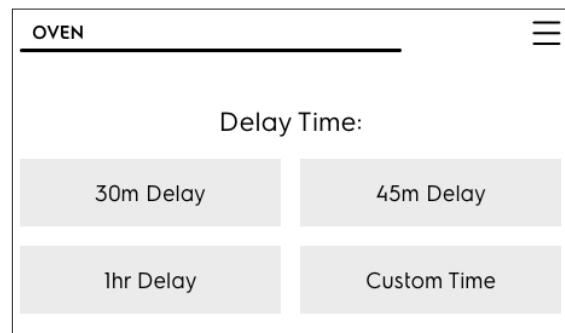 OVEN
Delay Time:
30m Delay
45m Delay
1hr Delay
Custom Time